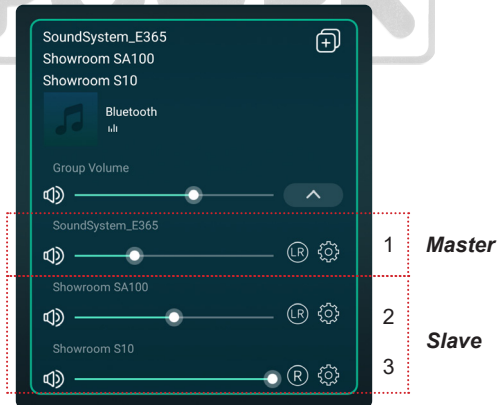 SoundSystem_E365
Showroom SA100
Showroom S10
Bluetooth
Group Volume
SoundSystem_E365
LR
1
Master
Showroom SA100
LR
2
Slave
Showroom S10
R
3